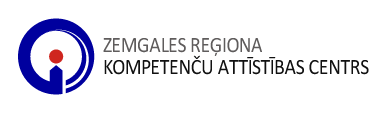 ZEMGALES REĢIONA
KOMPETENČU ATTĪSTĪBAS CENTRS